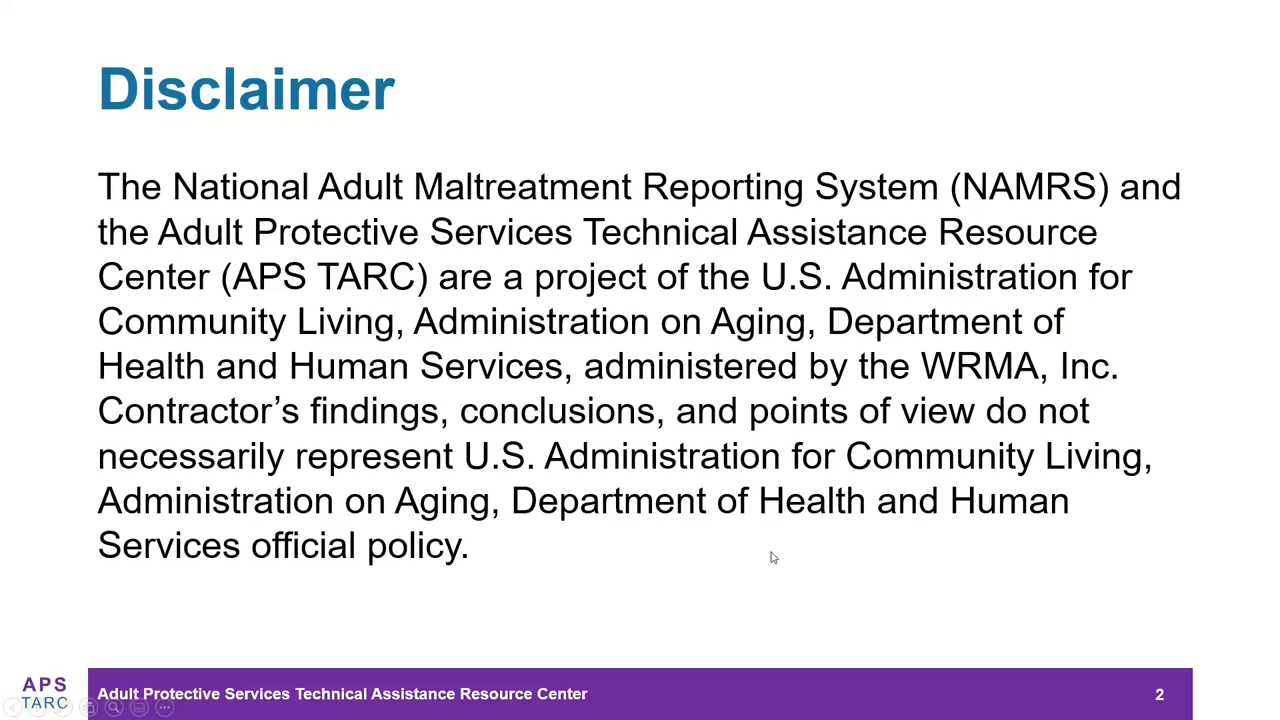 Disclaimer
The National Adult Maltreatment Reporting System (NAMRS) and
the Adult Protective Services Technical Assistance Resource
Center (APS TARC) are a project of the U.S. Administration for
Community Living, Administration on Aging, Department of
Health and Human Services, administered by the WRMA, Inc.
Contractor’s findings, conclusions, and points of view do not
necessarily represent U.S. Administration for Community Living,
Administration on Aging, Department of Health and Human
Services official policy.
APS
TARC
Adult Protective Services Technical Assistance Resource Center
2